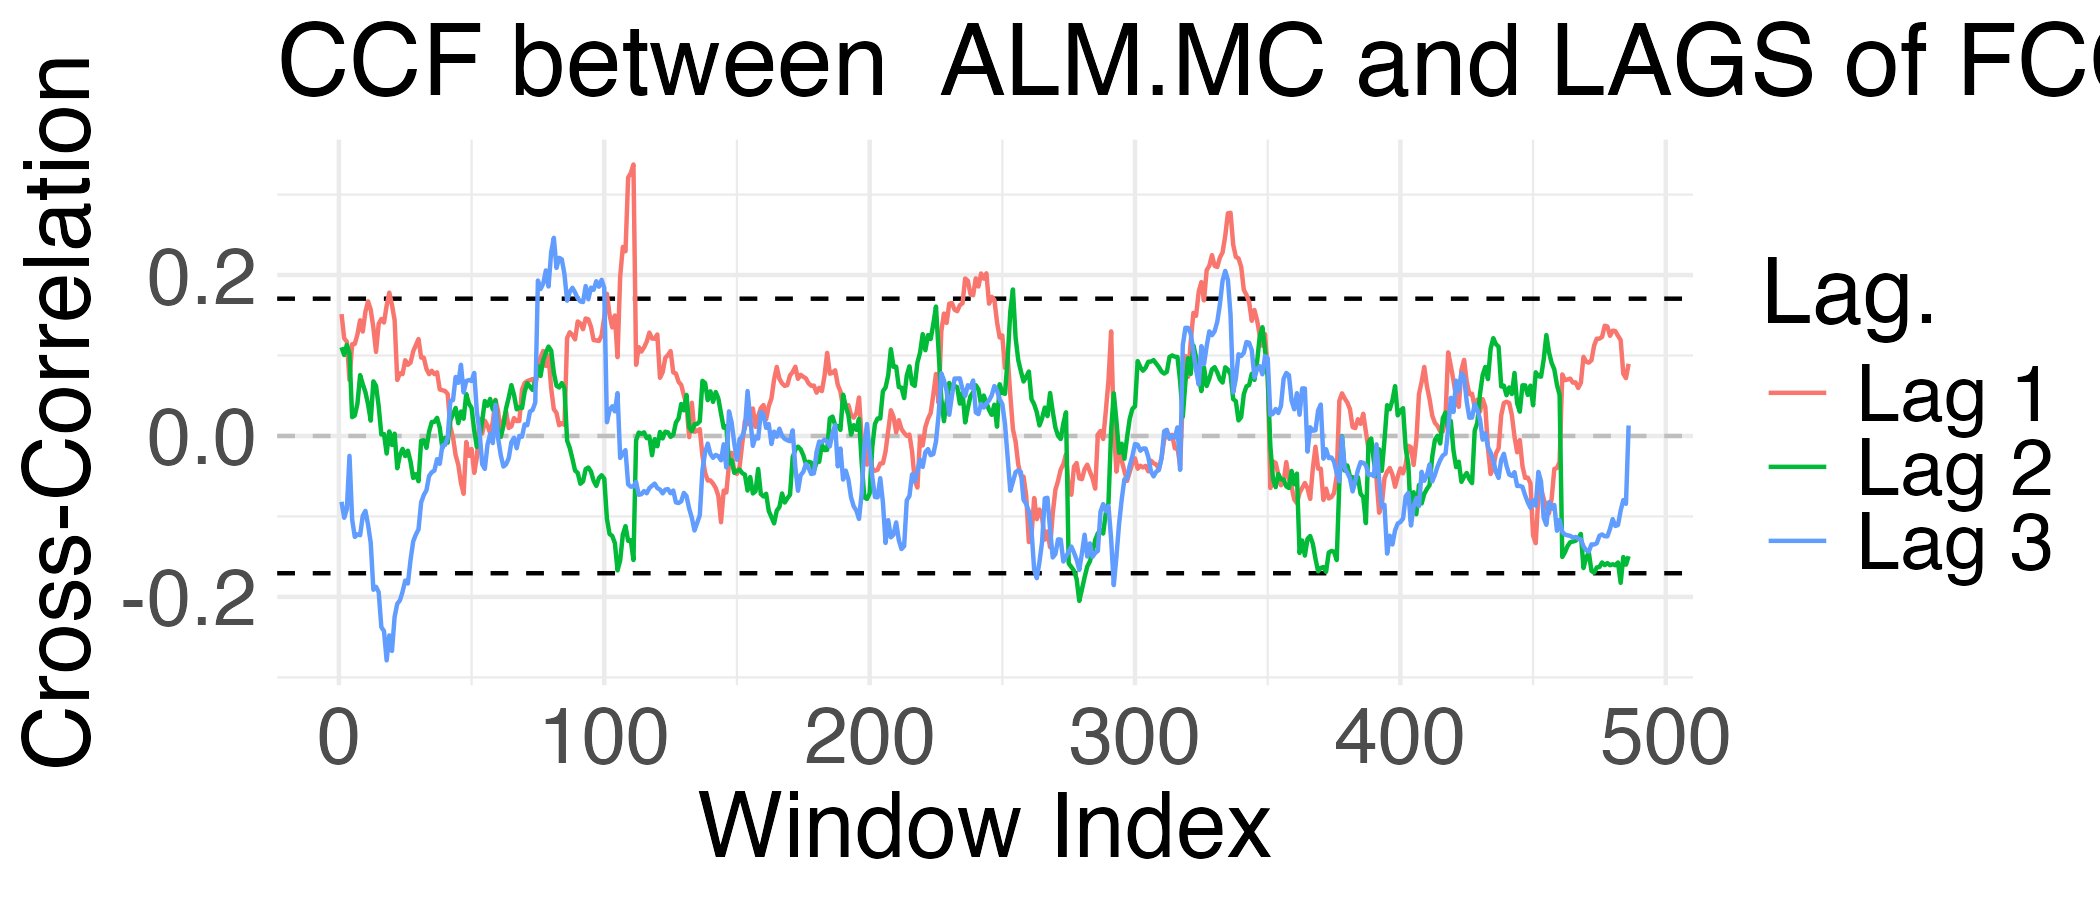 CCF between ALM.MC and LAGS of FC
Cross-Correlation
0.2
0.0
-0.2
0
100
200
300
400
500
Window Index
Lag.
Lag 1
Lag 2
Lag 3